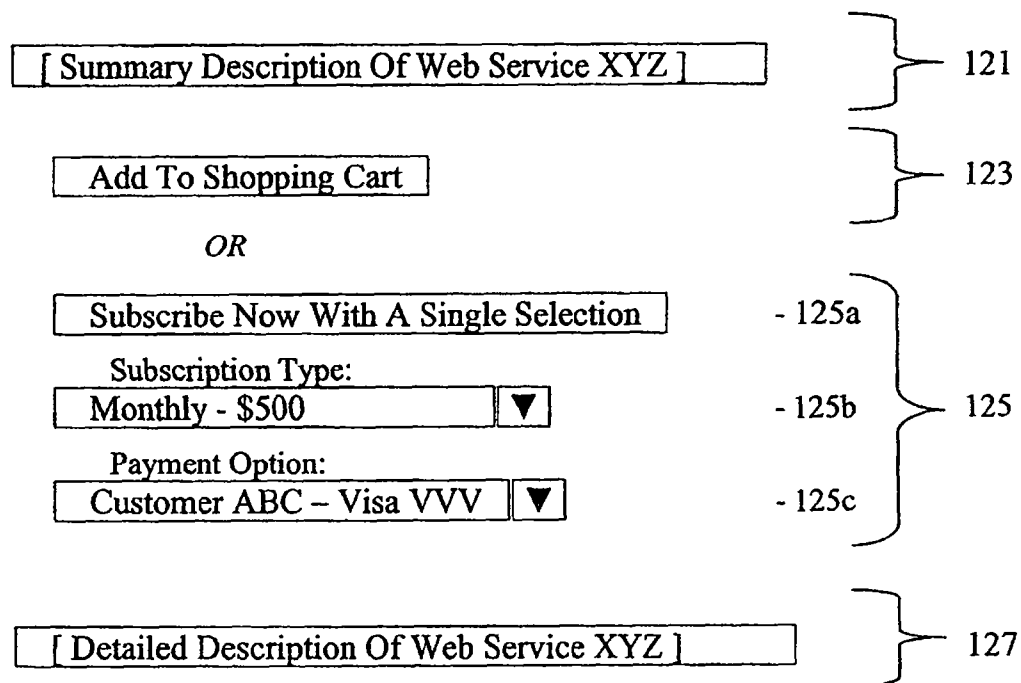 [ Summary Description Of Web Service XYZ ] 121
Add To Shopping Cart 123
OR
Subscribe Now With A Single Selection - 125a
Subscription Type:
Monthly - $500 ▼ - 125b 125
Payment Option:
Customer ABC – Visa VVV ▼ - 125c
[ Detailed Description Of Web Service XYZ ] 127